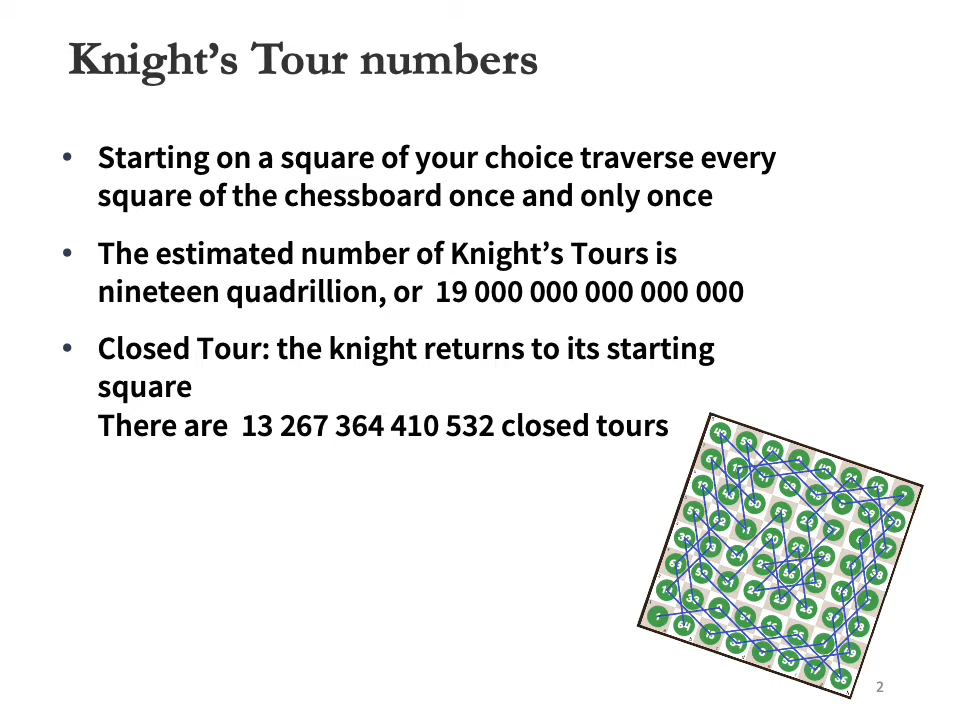 Knight’s Tour numbers
• Starting on a square of your choice traverse every
square of the chessboard once and only once
• The estimated number of Knight’s Tours is
nineteen quadrillion, or 19 000 000 000 000 000
• Closed Tour: the knight returns to its starting
square
There are 13 267 364 410 532 closed tours
2